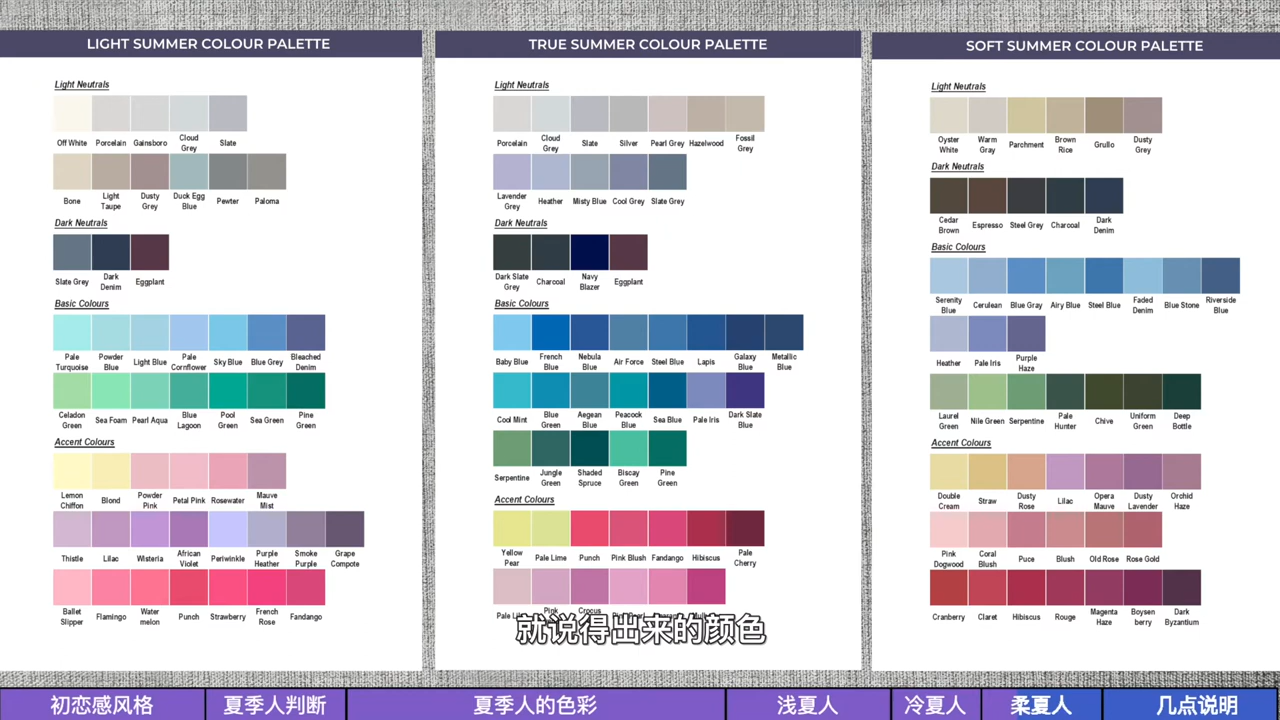 LIGHT SUMMER COLOUR PALETTE
Light Neutrals
Off White Porcelain Gainsboro Cloud Grey Slate
Bone Light Taupe Dusty Grey Duck Egg Blue Pewter Paloma
Dark Neutrals
Slate Grey Dark Denim Eggplant
Basic Colours
Pale Turquoise Powder Blue Light Blue Pale Cornflower Sky Blue Blue Grey Bleached Denim
Celadon Green Sea Foam Pearl Aqua Blue Lagoon Pool Green Sea Green Pine Green
Accent Colours
Lemon Chiffon Blond Powder Pink Petal Pink Rosewater Mauve Mist
Thistle Lilac Wisteria African Violet Periwinkle Purple Heather Smoke Purple Grape Compote
Ballet Slipper Flamingo Water melon Punch Strawberry French Rose Fandango
TRUE SUMMER COLOUR PALETTE
Light Neutrals
Porcelain Cloud Grey Slate Silver Pearl Grey Hazelwood Fossil Grey
Lavender Grey Heather Misty Blue Cool Grey Slate Grey
Dark Neutrals
Dark Slate Grey Charcoal Navy Blazer Eggplant
Basic Colours
Baby Blue French Blue Nebula Blue Air Force Steel Blue Lapis Galaxy Blue Metallic Blue
Cool Mint Blue Green Aegean Blue Peacock Blue Sea Blue Pale Iris Dark Slate Blue
Serpentine Jungle Green Shaded Spruce Biscay Green Pine Green
Accent Colours
Yellow Pear Pale Lime Punch Pink Blush Fandango Hibiscus Pale Cherry
Pink Crocus
SOFT SUMMER COLOUR PALETTE
Light Neutrals
Oyster White Warm Gray Parchment Brown Rice Grullo Dusty Grey
Dark Neutrals
Cedar Brown Espresso Steel Grey Charcoal Dark Denim
Basic Colours
Serenity Blue Cerulean Blue Gray Airy Blue Steel Blue Faded Denim Blue Stone Riverside Blue
Heather Pale Iris Purple Haze
Laurel Green Nile Green Serpentine Pale Hunter Chive Uniform Green Deep Bottle
Accent Colours
Double Cream Straw Dusty Rose Lilac Opera Mauve Dusty Lavender Orchid Haze
Pink Dogwood Coral Blush Puce Blush Old Rose Rose Gold
Cranberry Claret Hibiscus Rouge Magenta Haze Boysen berry Dark Byzantium
就说得出来的颜色
初恋感风格 夏季人判断 夏季人的色彩 浅夏人 冷夏人 柔夏人 几点说明